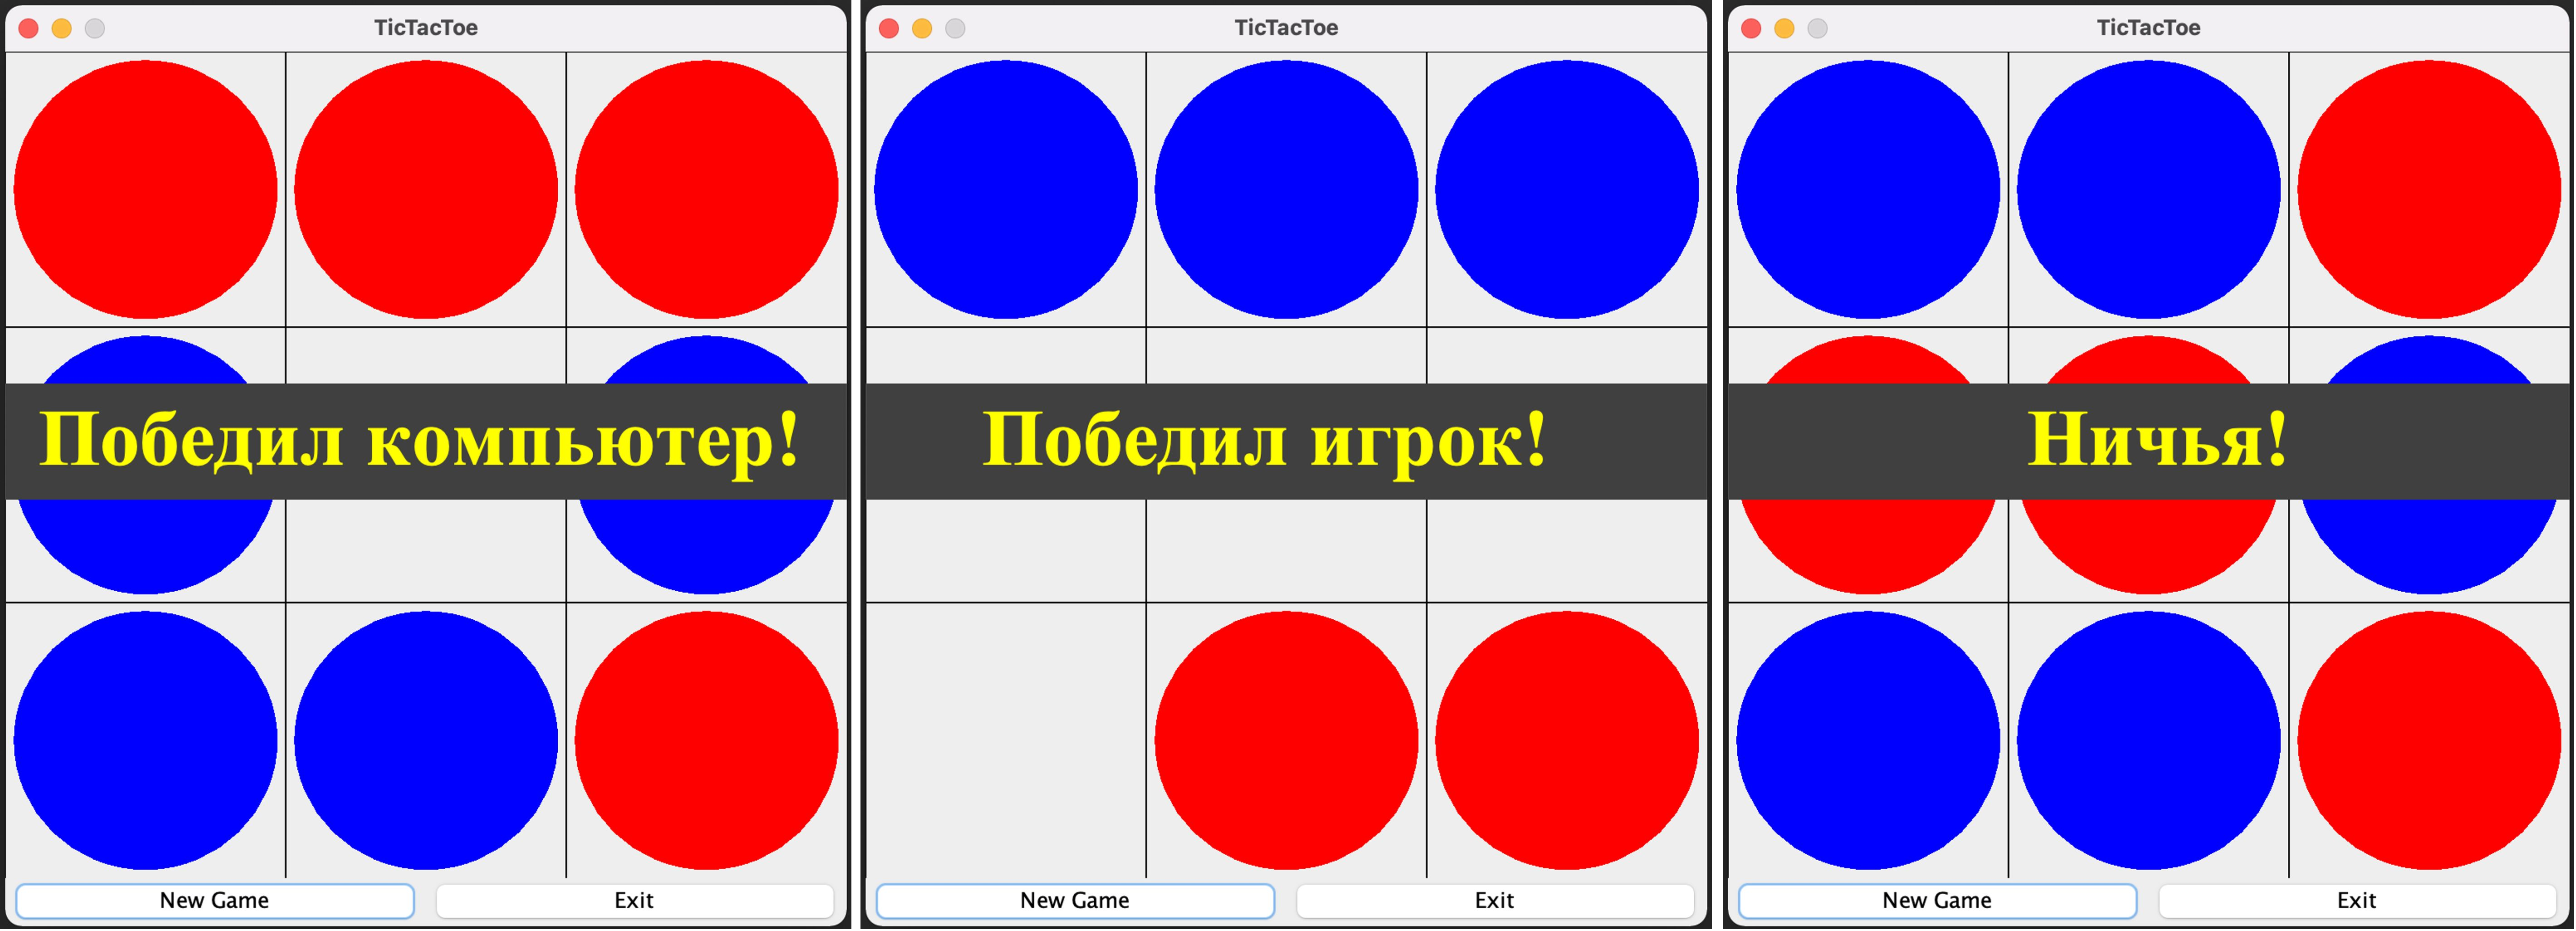 TicTacToe
Победил компьютер!
New Game
Exit
TicTacToe
Победил игрок!
New Game
Exit
TicTacToe
Ничья!
New Game
Exit